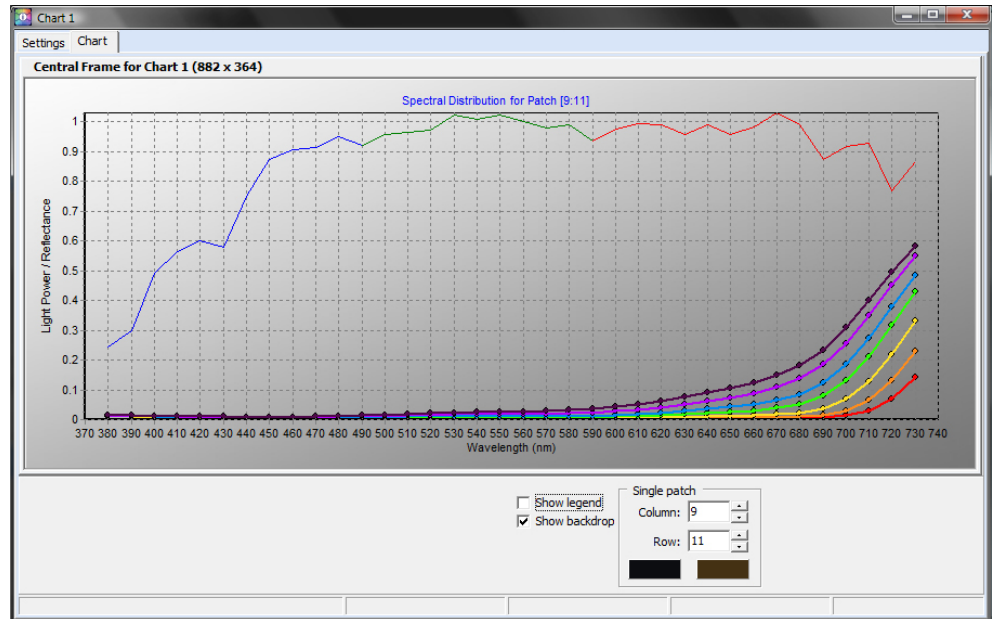 Chart 1
Settings Chart
Central Frame for Chart 1 (882 x 364)
Spectral Distribution for Patch [9:11]
Light Power / Reflectance
1
0.9
0.8
0.7
0.6
0.5
0.4
0.3
0.2
0.1
0
370 380 390 400 410 420 430 440 450 460 470 480 490 500 510 520 530 540 550 560 570 580 590 600 610 620 630 640 650 660 670 680 690 700 710 720 730 740
Wavelength (nm)
Show legend
Show backdrop
Single patch
Column: 9
Row: 11